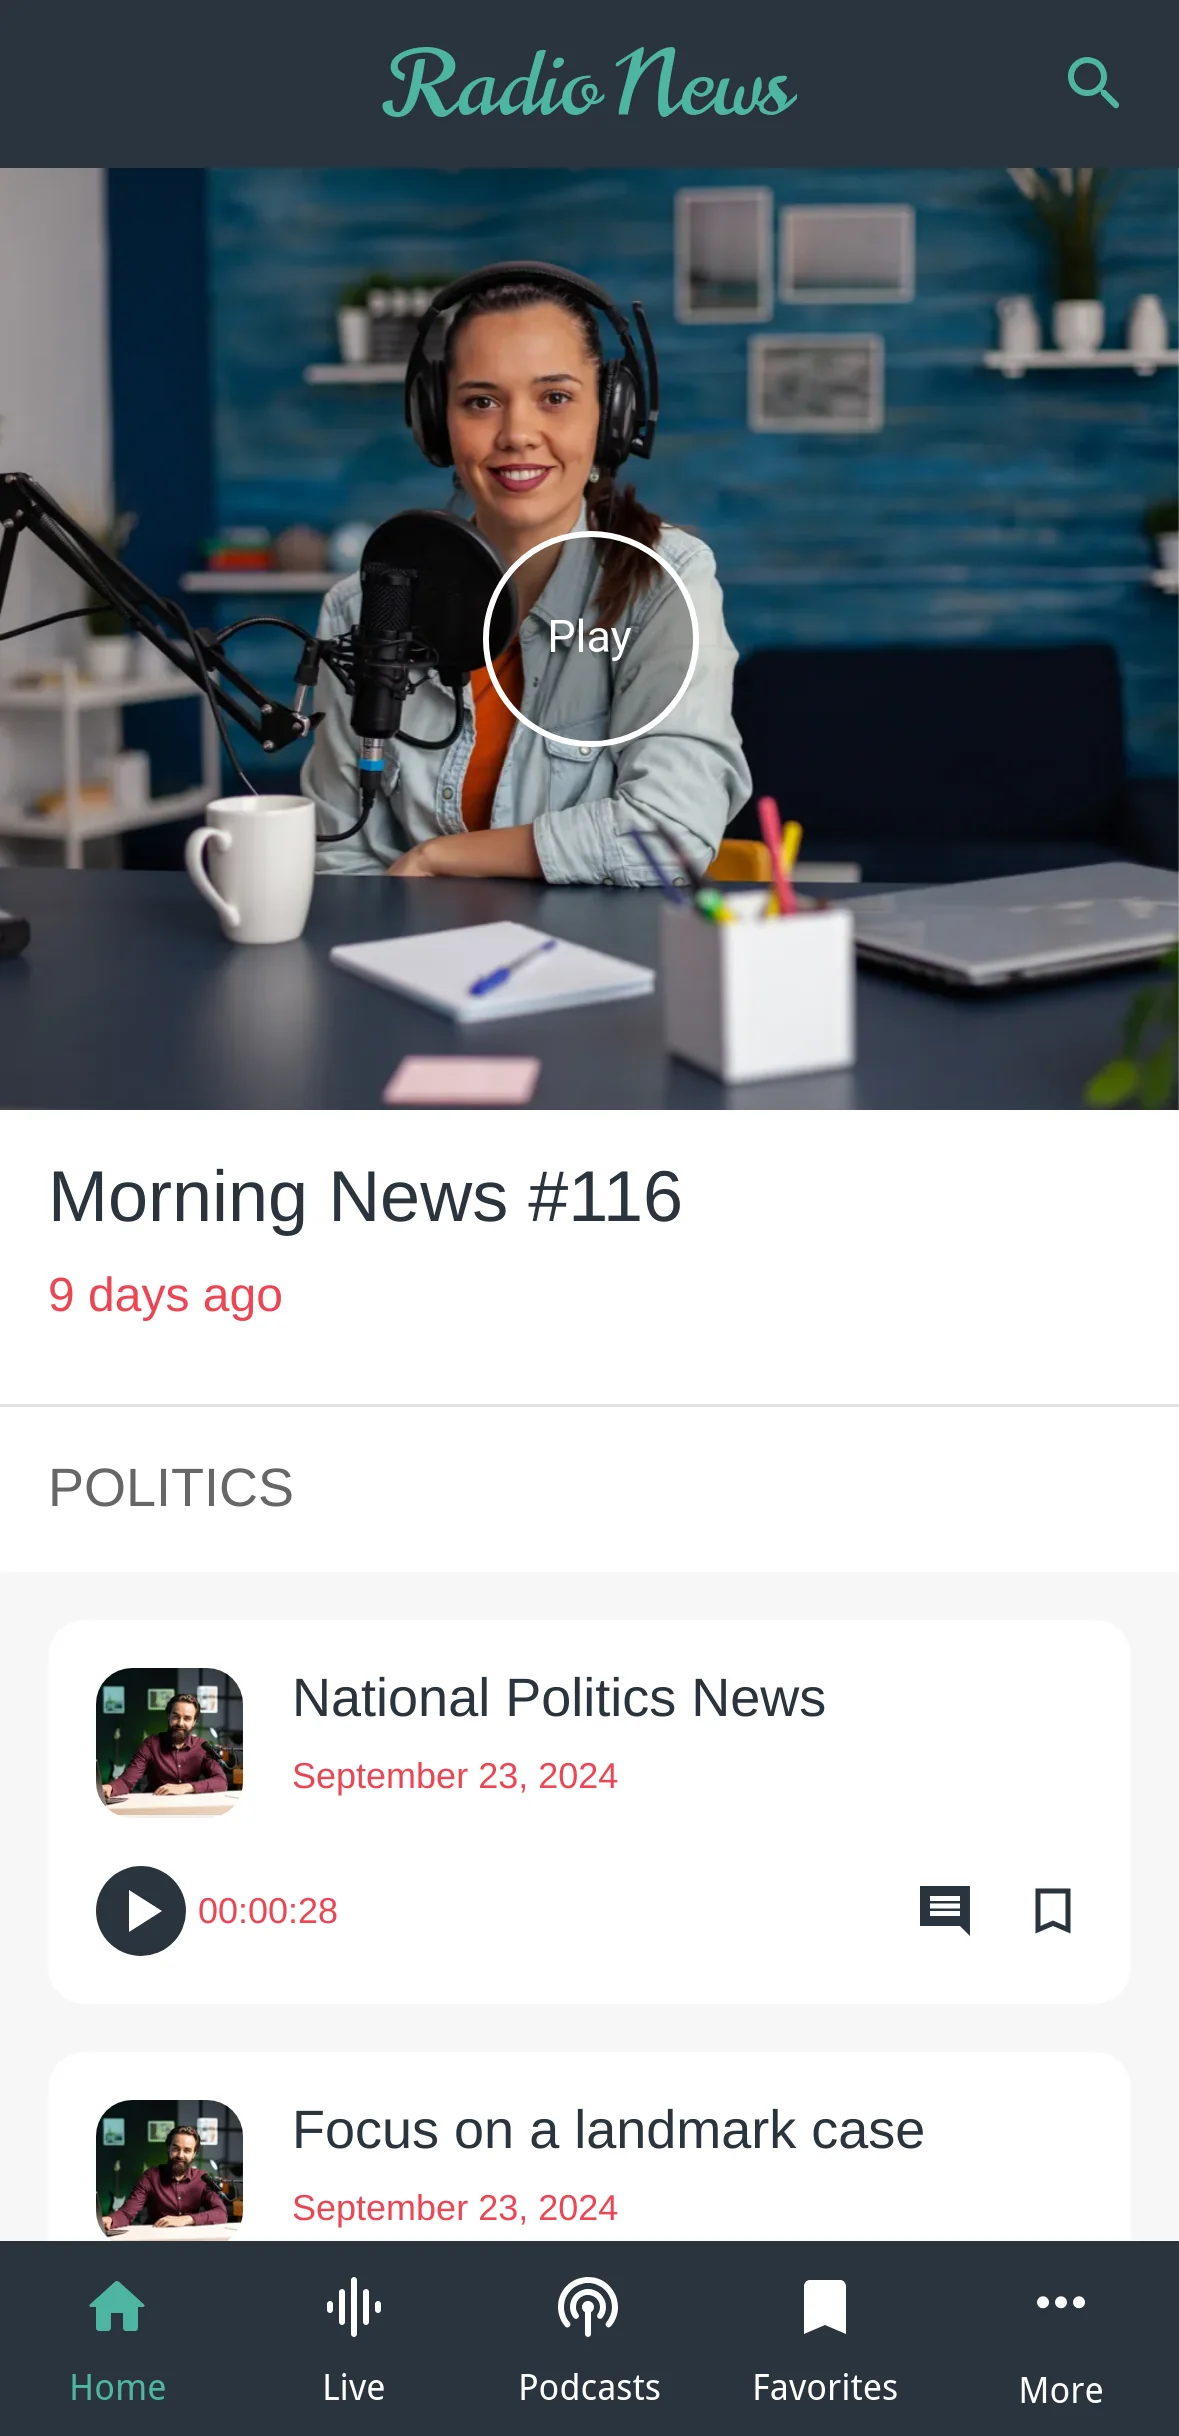 Radio News
Play
Morning News #116
9 days ago
POLITICS
National Politics News
September 23, 2024
00:00:28
Focus on a landmark case
September 23, 2024
Home
Live
Podcasts
Favorites
More